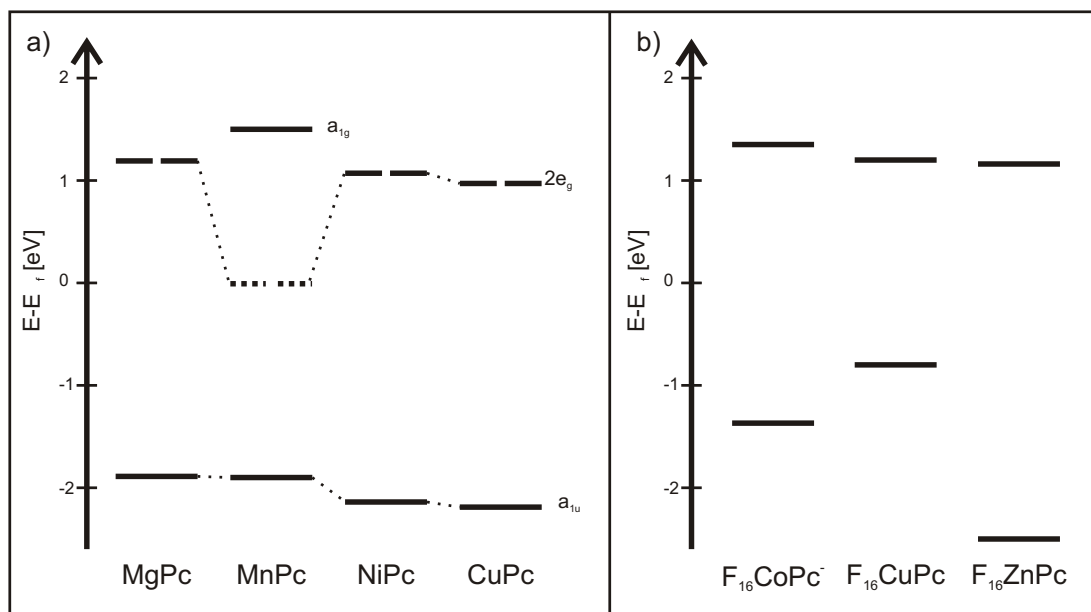 a)
2
a1g
1
2eg
E-E f [eV]
0
-1
-2
a1u
MgPc MnPc NiPc CuPc
b)
2
1
E-E f [eV]
0
-1
-2
F16CoPc-
F16CuPc
F16ZnPc